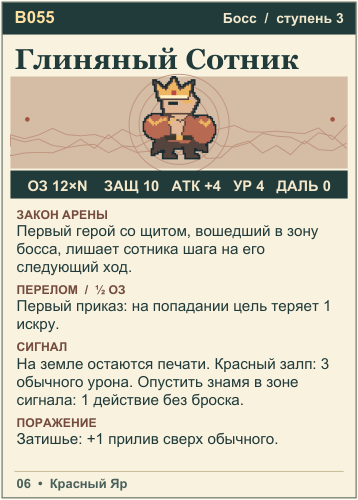 B055
Босс / ступень 3
Глиняный Сотник
ОЗ 12×N ЗАЩ 10 АТК +4 УР 4 ДАЛЬ 0
ЗАКОН АРЕНЫ
Первый герой со щитом, вошедший в зону
босса, лишает сотника шага на его
следующий ход.
ПЕРЕЛОМ / ½ ОЗ
Первый приказ: на попадании цель теряет 1
искру.
СИГНАЛ
На земле остаются печати. Красный залп: 3
обычного урона. Опустить знамя в зоне
сигнала: 1 действие без броска.
ПОРАЖЕНИЕ
Затишье: +1 прилив сверх обычного.
06 • Красный Яр